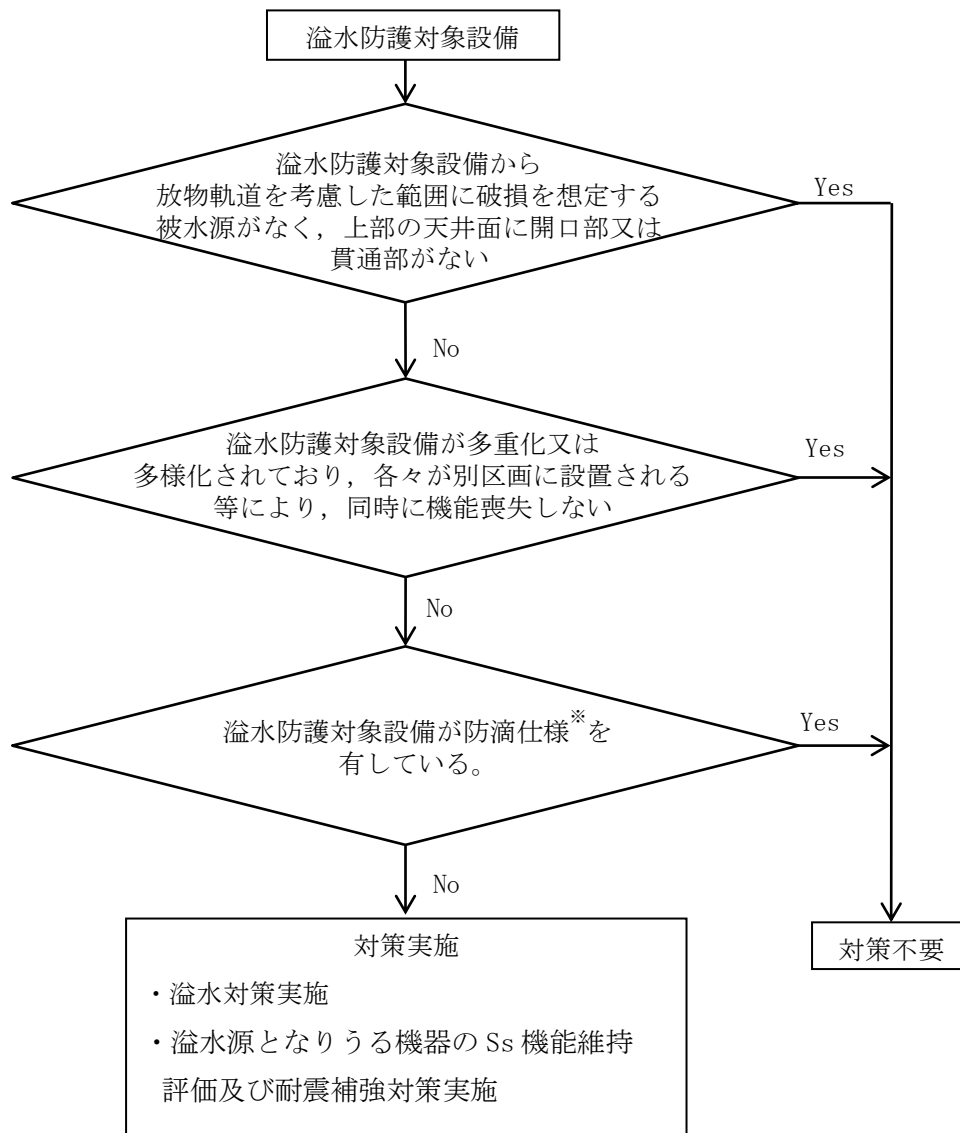 溢水防護対象設備
溢水防護対象設備から
放物軌道を考慮した範囲に破損を想定する
被水源がなく，上部の天井面に開口部又は
貫通部がない
Yes
No
溢水防護対象設備が多重化又は
多様化されており，各々が別区画に設置される
等により，同時に機能喪失しない
Yes
No
溢水防護対象設備が防滴仕様※を
有している。
Yes
No
対策実施
・溢水対策実施
・溢水源となりうる機器の Ss 機能維持
評価及び耐震補強対策実施
対策不要